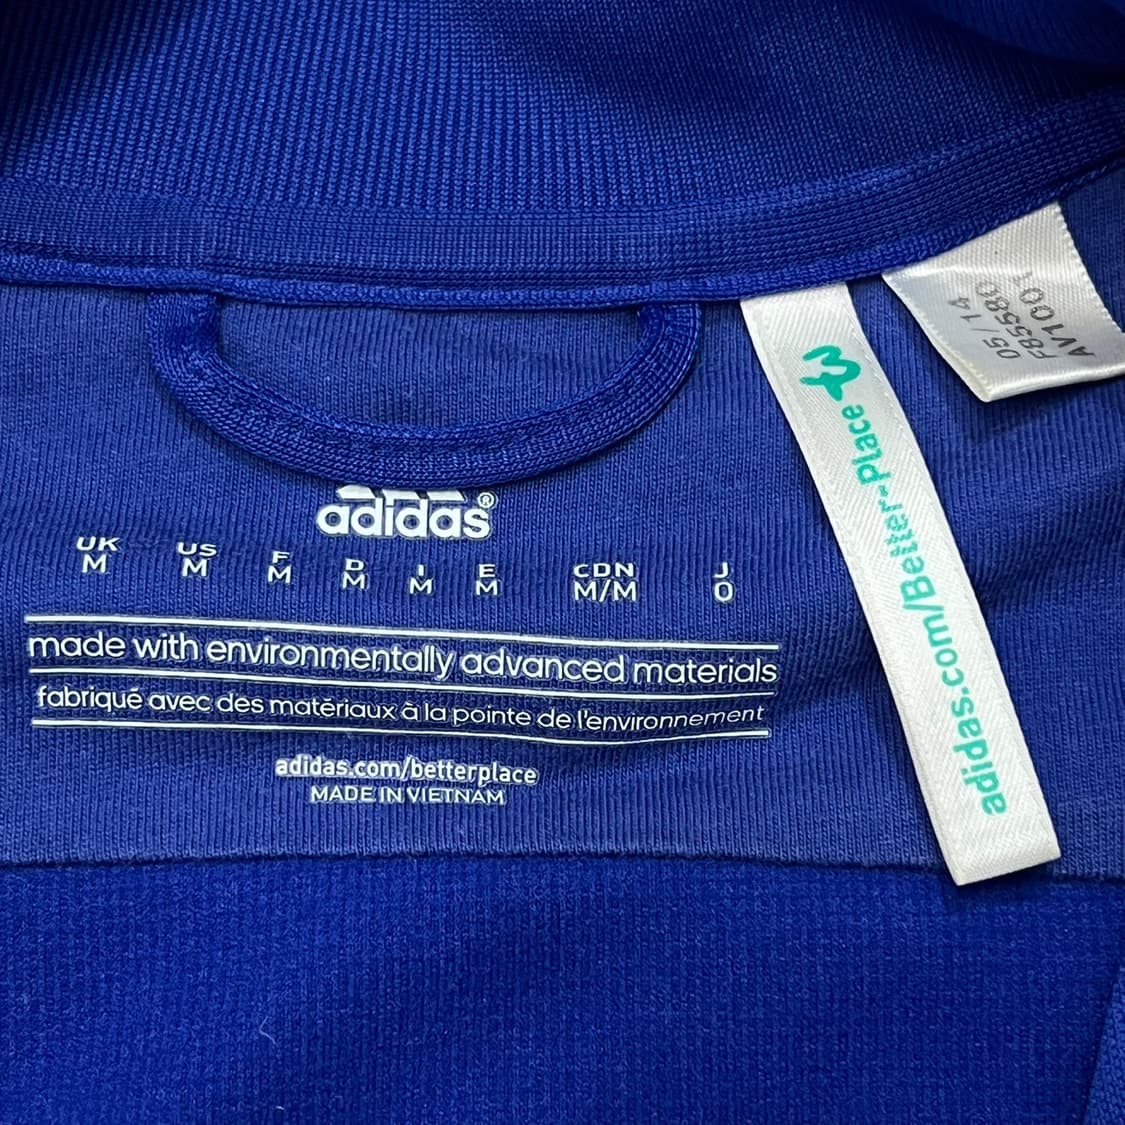 adidas®
UK US F D I E CDN J
M M M M M M M/M O
made with environmentally advanced materials
fabriqué avec des matériaux à la pointe de l'environnement
adidas.com/betterplace
MADE IN VIETNAM
adidas.com/Better-Place
05/14
F85580
AV1001